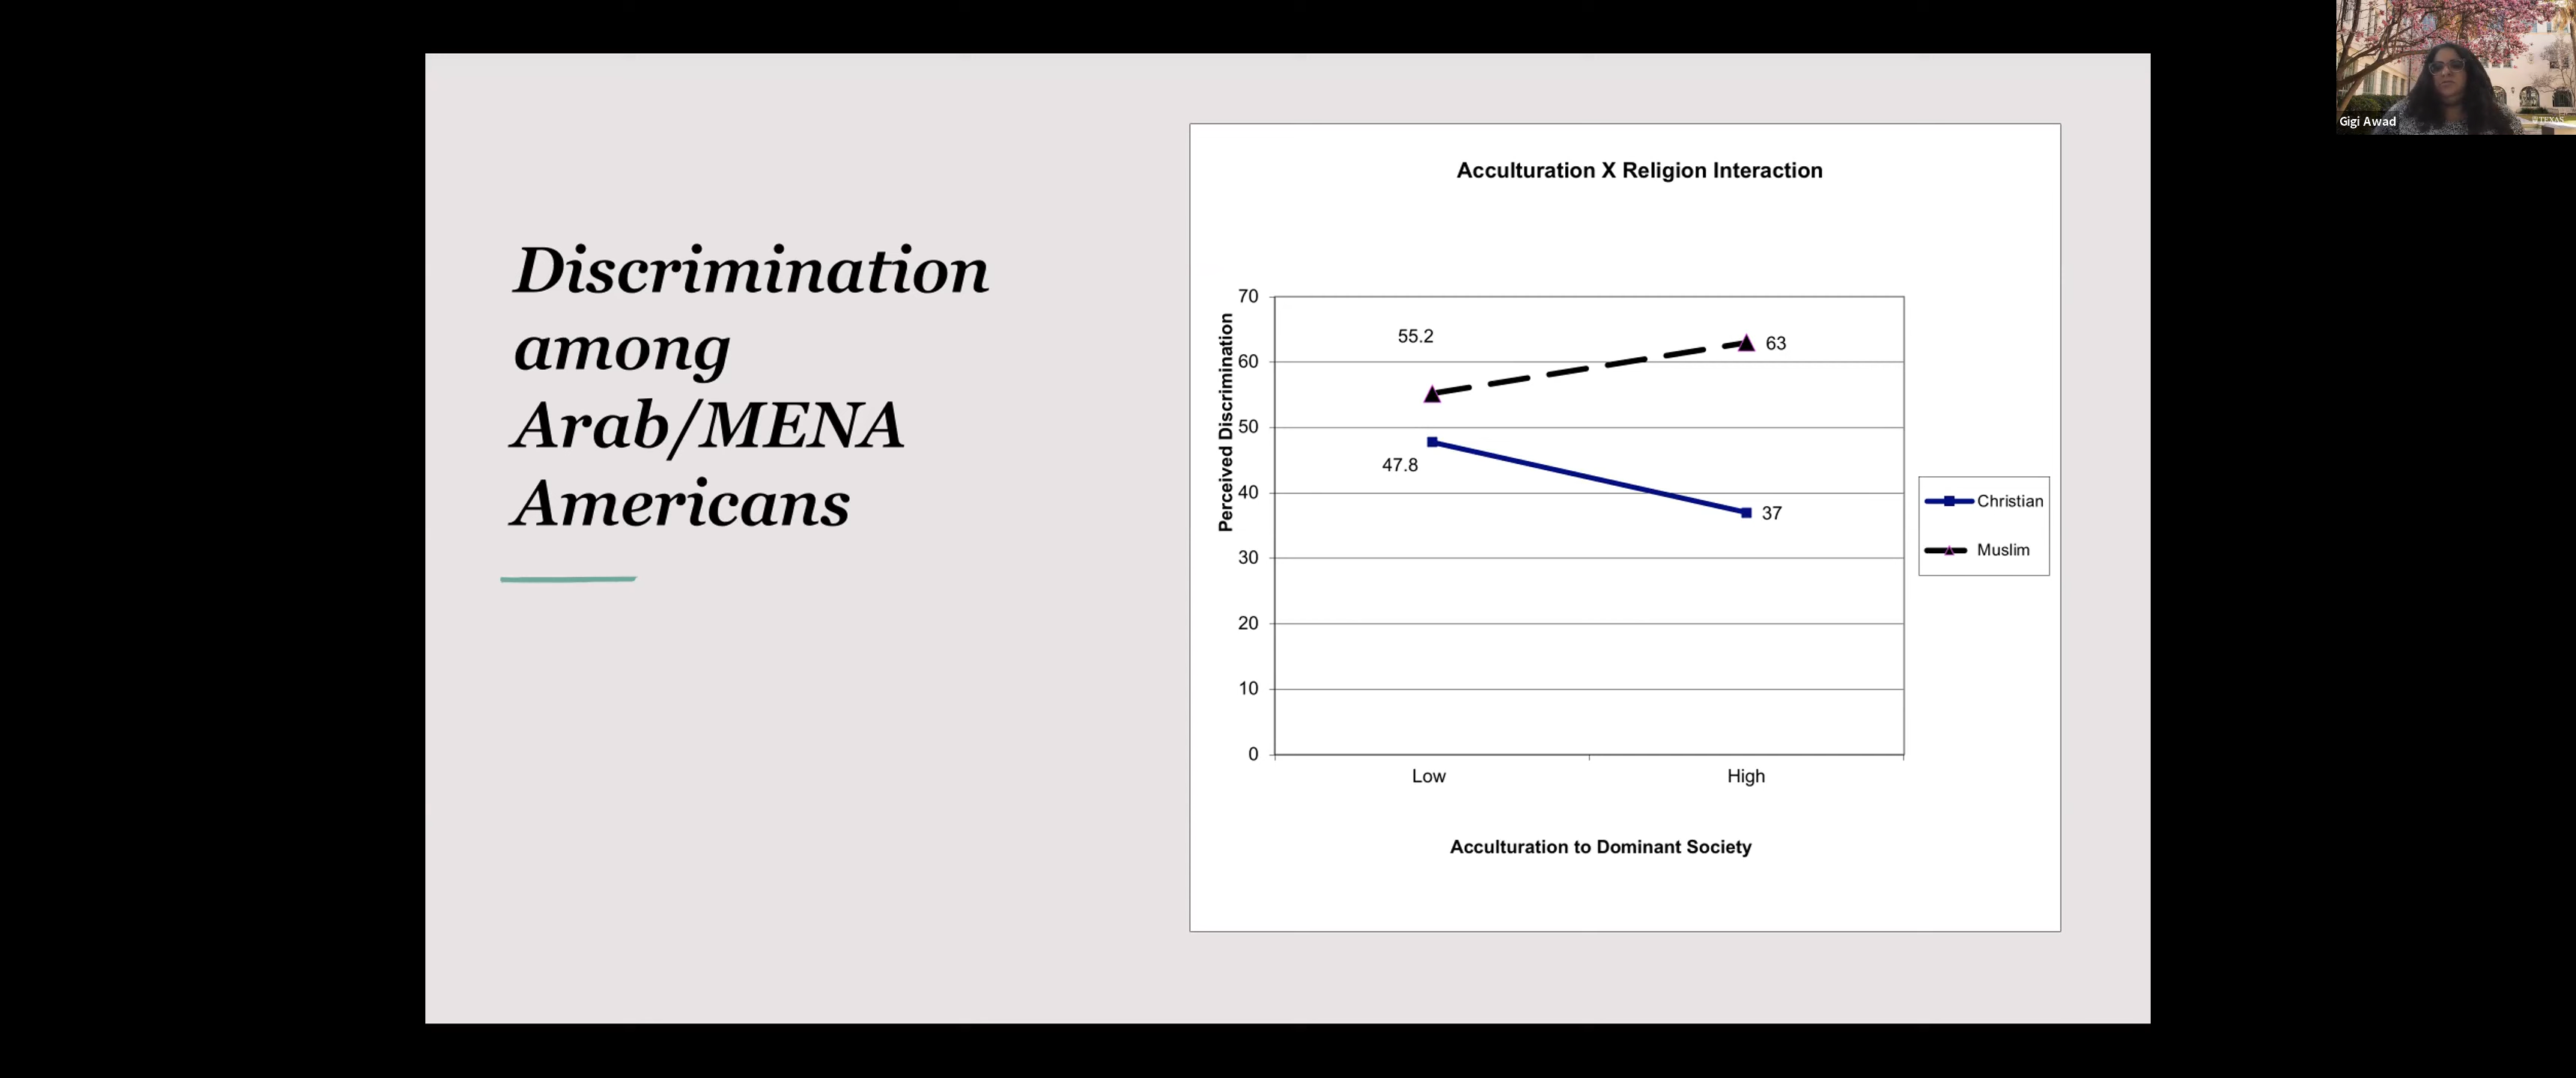 Discrimination
among
Arab/MENA
Americans
Acculturation X Religion Interaction
Perceived Discrimination
70
60
50
40
30
20
10
0
55.2
63
47.8
37
Low
High
Acculturation to Dominant Society
Christian
Muslim
Gigi Awad
TEXAS